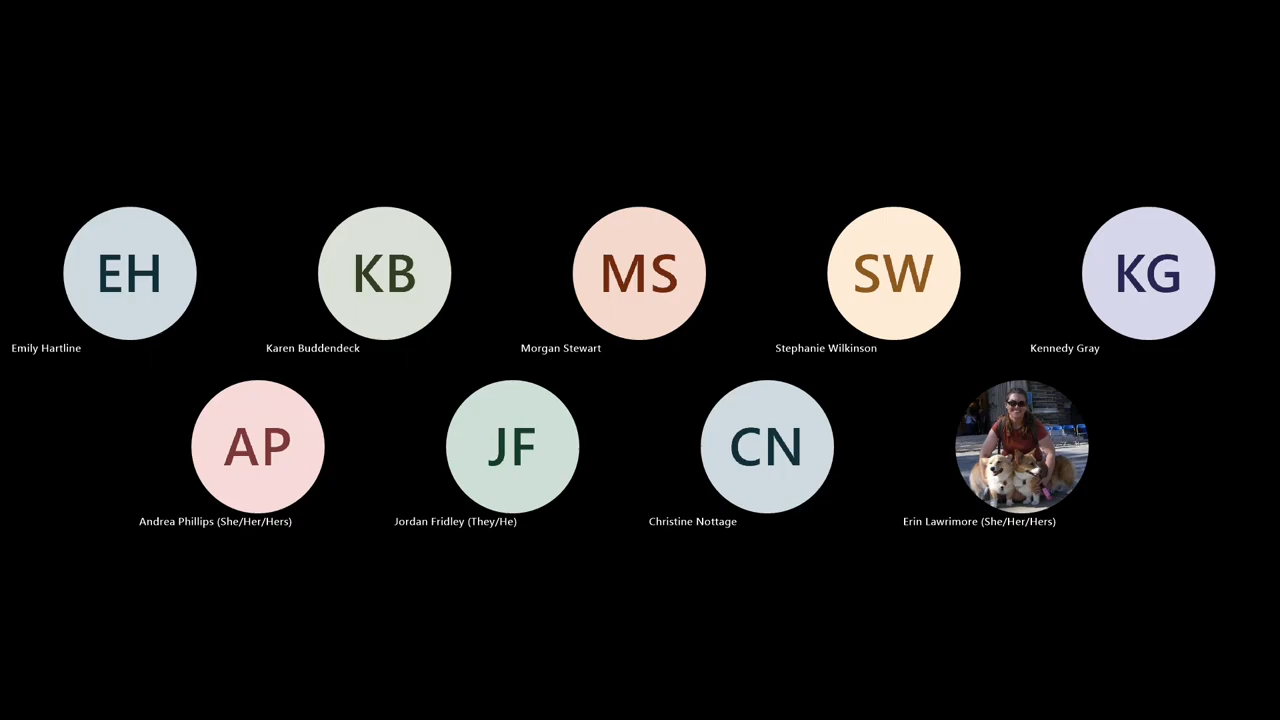 EH
KB
MS
SW
KG
Emily Hartline
Karen Buddendeck
Morgan Stewart
Stephanie Wilkinson
Kennedy Gray
AP
JF
CN
Andrea Phillips (She/Her/Hers)
Jordan Fridley (They/He)
Christine Nottage
Erin Lawrimore (She/Her/Hers)